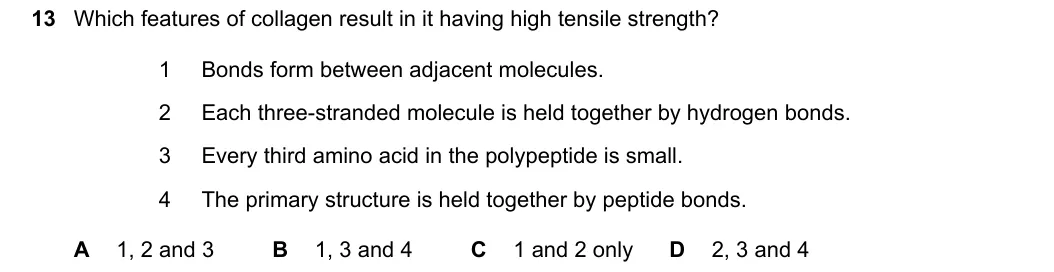 13 Which features of collagen result in it having high tensile strength?
1 Bonds form between adjacent molecules.
2 Each three-stranded molecule is held together by hydrogen bonds.
3 Every third amino acid in the polypeptide is small.
4 The primary structure is held together by peptide bonds.
A 1, 2 and 3 B 1, 3 and 4 C 1 and 2 only D 2, 3 and 4